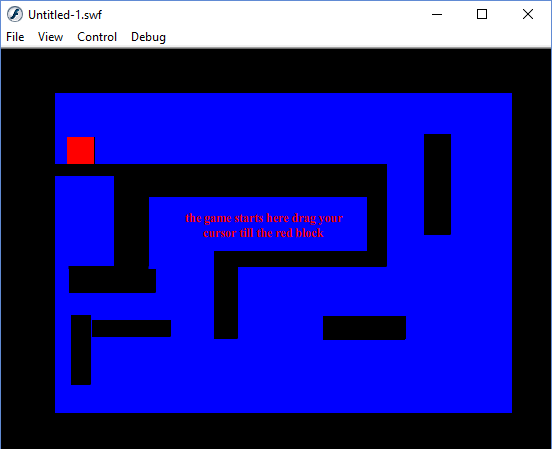 Untitled-1.swf
File View Control Debug
the game starts here drag your
cursor till the red block